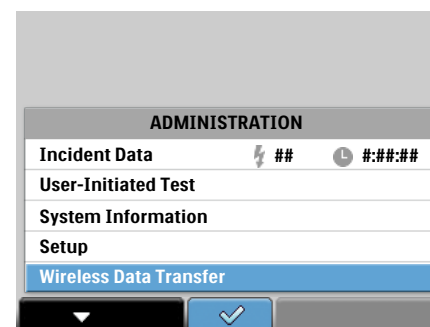 ADMINISTRATION
Incident Data ## #:##:##
User-Initiated Test
System Information
Setup
Wireless Data Transfer